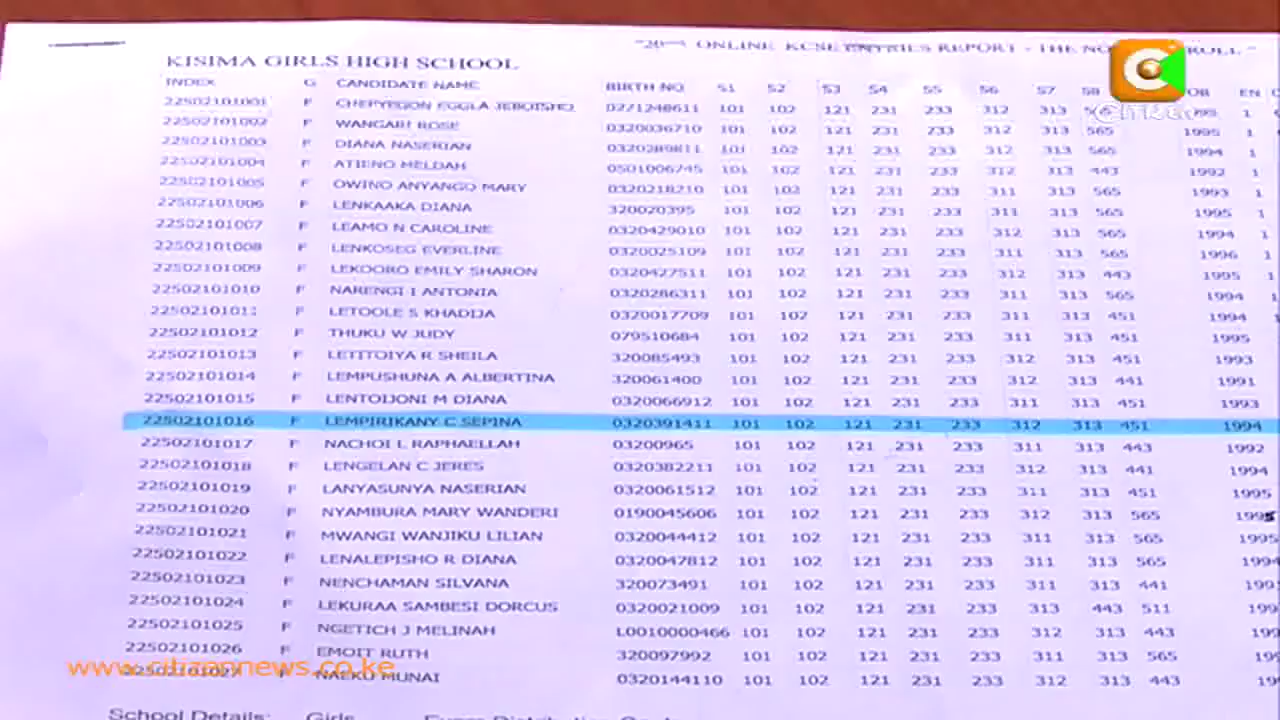 ONLINE KCSE ENTRIES REPORT - THE ROLL"
KISIMA GIRLS HIGH SCHOOL
INDEX G CANDIDATE NAME BIRTH NO S1 S2 S3 S4 S5 S6 S7 S8 YOB EN
22502101001 F CHEPYEGON JEROTSHO 0271248611 101 102 121 231 233 312 313 1
22502101002 F WANGARI ROSE 0320036710 101 102 121 231 233 312 313 565 1995 1
22502101003 F DIANA NASERIAN 0320289811 101 102 121 231 233 311 313 565 1994 1
22502101004 F ATIENO MELDAH 0501006745 101 102 121 231 233 312 313 443 1992 1
22502101005 F OWINO ANYANGO MARY 0320218210 101 102 121 231 233 311 313 565 1993 1
22502101006 F LENKAAKA DIANA 320020395 101 102 121 231 233 311 313 565 1995 1
22502101007 F LEAMO N CAROLINE 0320429010 101 102 121 231 233 312 313 565 1994 1
22502101008 F LENKOSEG EVERLINE 0320025109 101 102 121 231 233 311 313 565 1996 1
22502101009 F LEKOORO EMILY SHARON 0320427511 101 102 121 231 233 312 313 443 1995 1
22502101010 F NARENGI I ANTONIA 0320286311 101 102 121 231 233 311 313 565 1994 1
22502101011 F LETOOLE S KHADIJA 0320017709 101 102 121 231 233 311 313 451 1994 1
22502101012 F THUKU W JUDY 079510684 101 102 121 231 233 311 313 451 1995
22502101013 F LETITOIYA R SHEILA 320085493 101 102 121 231 233 312 313 451 1993
22502101014 F LEMPUSHUNA A ALBERTINA 320061400 101 102 121 231 233 311 313 441 1991
22502101015 F LENTOIJONI M DIANA 0320066912 101 102 121 231 233 311 313 451 1993
22502101016 F LEMPIRIKANY C SEPINA 0320391411 101 102 121 231 233 312 313 451 1994
22502101017 F NACHOI L RAPHAELLAH 03200965 101 102 121 231 233 311 313 443 1992
22502101018 F LENGELAN C JERES 0320382211 101 102 121 231 233 312 313 441 1994
22502101019 F LANYASUNYA NASERIAN 0320061512 101 102 121 231 233 311 313 451 1995
22502101020 F NYAMBURA MARY WANDERI 0190045606 101 102 121 231 233 312 313 565 1995
22502101021 F MWANGI WANJIKU LILIAN 0320044412 101 102 121 231 233 311 313 565 1995
22502101022 F LENALEPISHO R DIANA 0320047812 101 102 121 231 233 311 313 565 1994
22502101023 F NENCHAMAN SILVANA 320073491 101 102 121 231 233 311 313 441 199
22502101024 F LEKURAA SAMBESI DORCUS 0320021009 101 102 121 231 233 311 313 443 511 199
22502101025 F NGETICH J MELINAH L0010000466 101 102 121 231 233 312 313 443 199
22502101026 F EMOIT RUTH 320097992 101 102 121 231 233 311 313 565 199
22502101027 F NAEKU MUNAI 0320144110 101 102 121 231 233 312 313 443 199
www.citizennews.co.ke
School Details: Girls